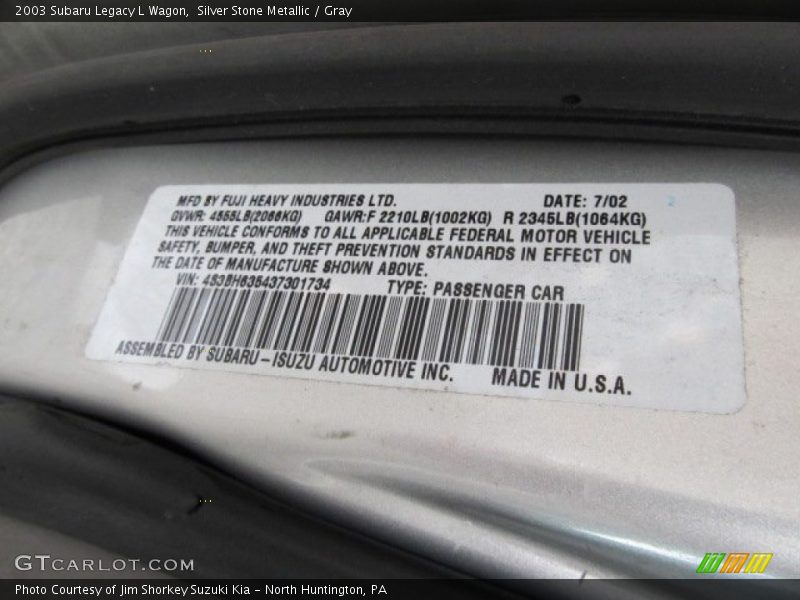 2003 Subaru Legacy L Wagon,  Silver Stone Metallic / Gray
MFD BY FUJI HEAVY INDUSTRIES LTD. DATE: 7/02
GVWR: 4555LB(2066KG) GAWR:F 2210LB(1002KG) R 2345LB(1064KG)
THIS VEHICLE CONFORMS TO ALL APPLICABLE FEDERAL MOTOR VEHICLE
SAFETY, BUMPER, AND THEFT PREVENTION STANDARDS IN EFFECT ON
THE DATE OF MANUFACTURE SHOWN ABOVE.
VIN: 4S3BH635437301734 TYPE: PASSENGER CAR
ASSEMBLED BY SUBARU-ISUZU AUTOMOTIVE INC. MADE IN U.S.A.
GTCARLOT.COM
Photo Courtesy of Jim Shorkey Suzuki Kia - North Huntington, PA